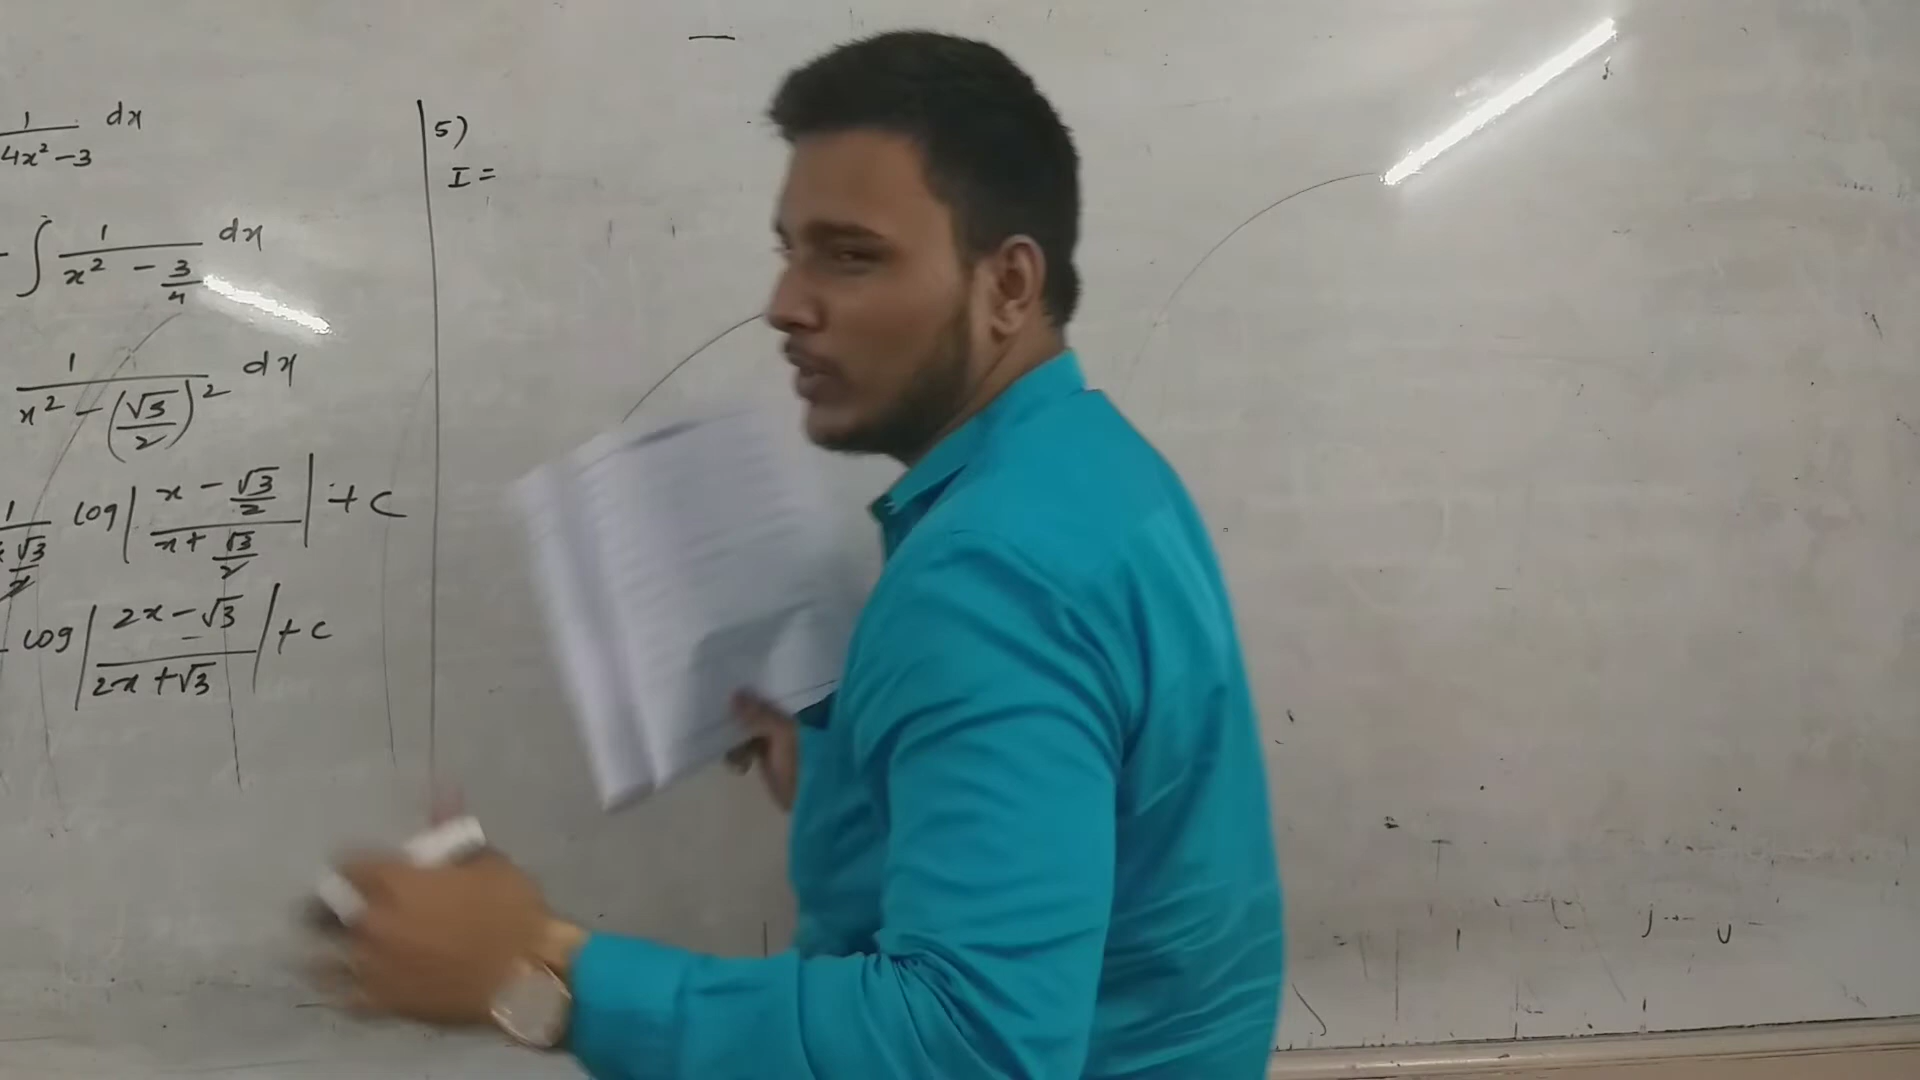 1/4x² - 3 dx
∫ 1/x² - 3/4 dx
1/x² - (√3/2)² dx
1/√3/2 log| x - √3/2 / x + √3/2 | + c
log| 2x - √3 / 2x + √3 | + c
5)
I =